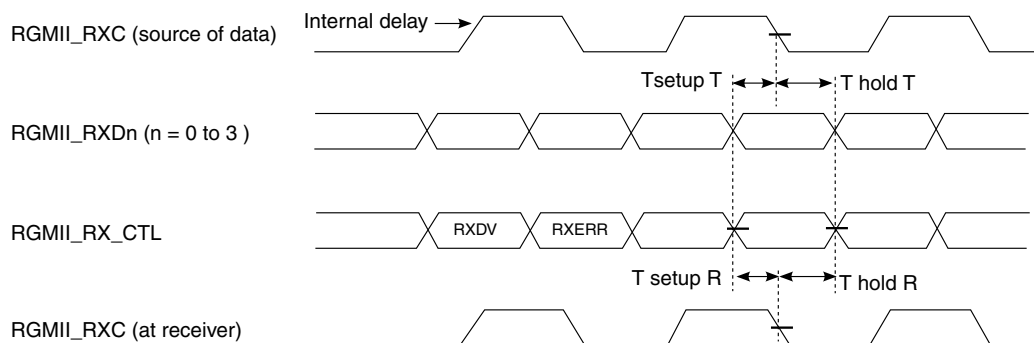 Internal delay
RGMII_RXC (source of data)
Tsetup T
T hold T
RGMII_RXDn (n = 0 to 3 )
RGMII_RX_CTL
RXDV
RXERR
T setup R
T hold R
RGMII_RXC (at receiver)